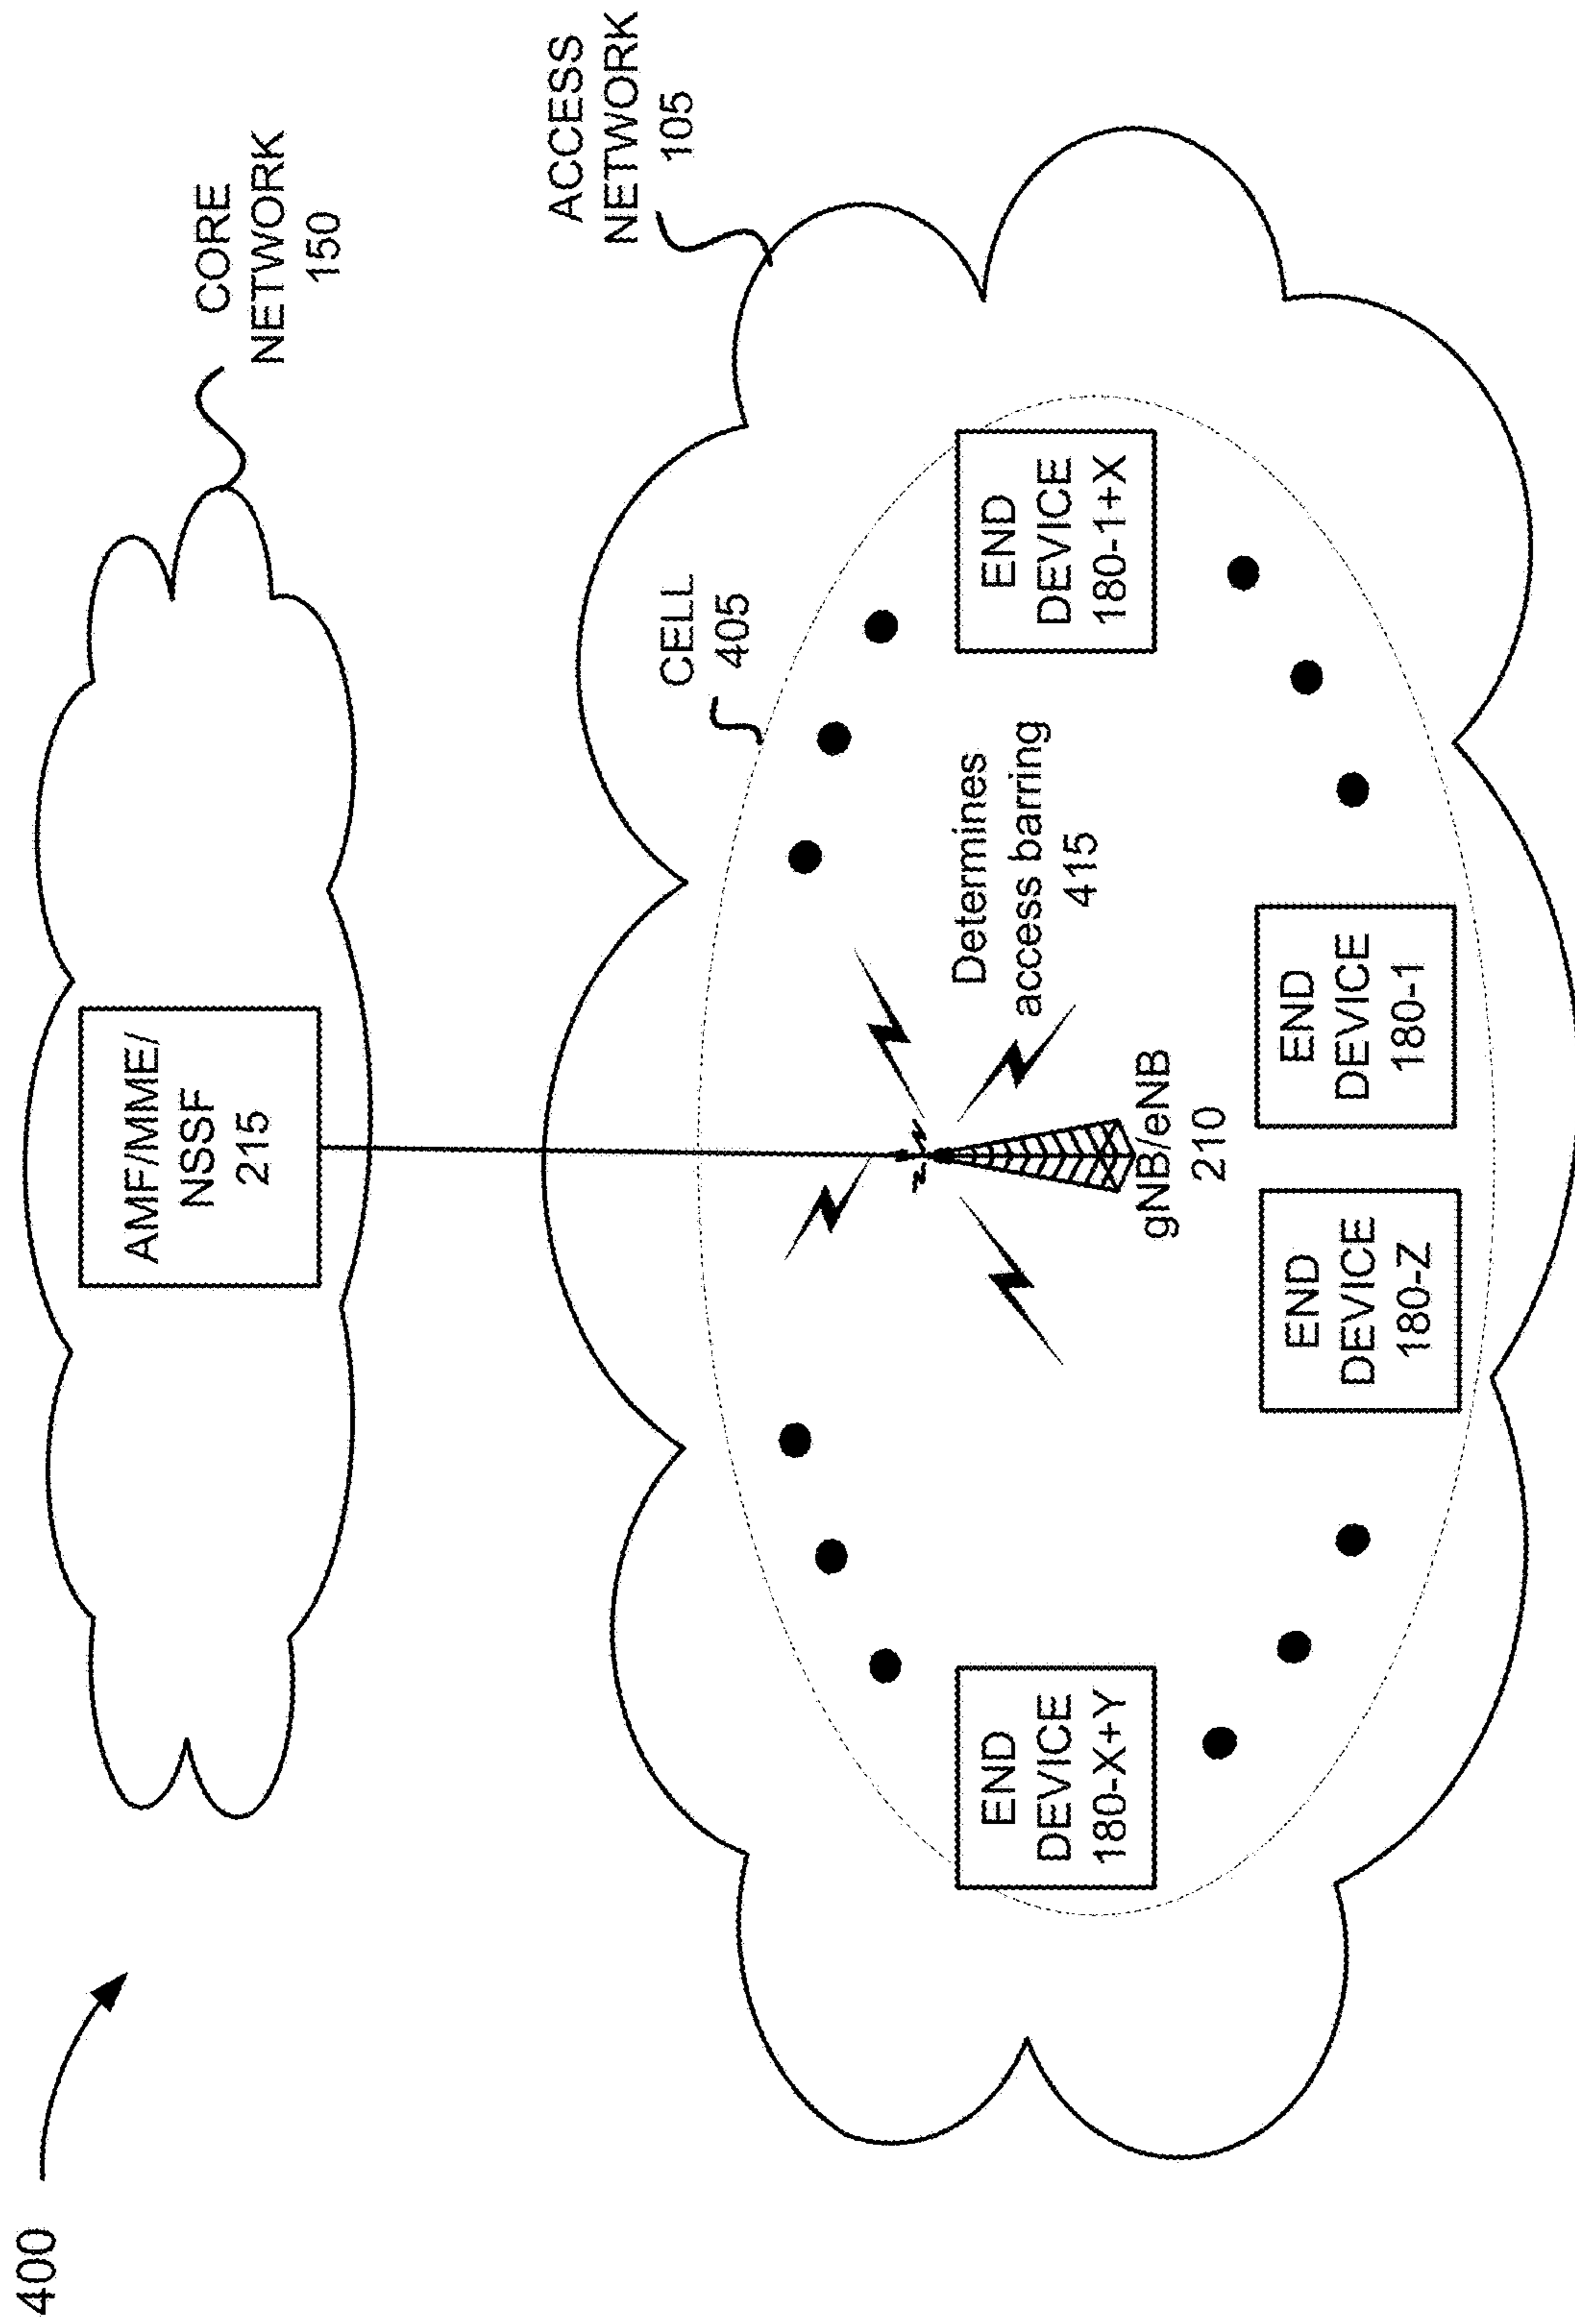 400
CORE
NETWORK
150
AMF/MME/
NSSF
215
ACCESS
NETWORK
105
CELL
405
Determines
access barring
415
gNB/eNB
210
END
DEVICE
180-X+Y
END
DEVICE
180-1+X
END
DEVICE
180-Z
END
DEVICE
180-1